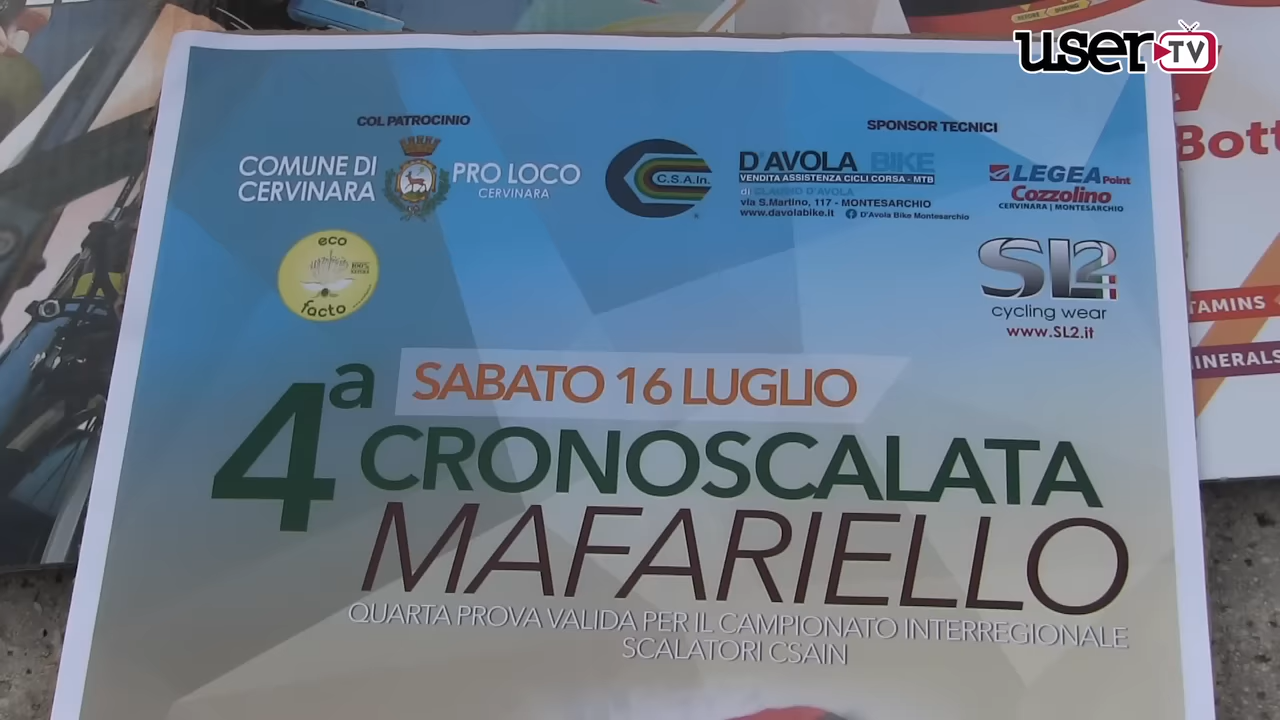 user TV
COL PATROCINIO
COMUNE DI
CERVINARA
PRO LOCO
CERVINARA
C.S.A.In.
SPONSOR TECNICI
D'AVOLA BIKE
VENDITA ASSISTENZA CICLI CORSA - MTB
di CLAUDIO D'AVOLA
via S.Martino, 117 - MONTESARCHIO
www.davolabike.it D'Avola Bike Montesarchio
LEGEA Point
Cozzolino
CERVINARA | MONTESARCHIO
eco
facto
SL2
cycling wear
www.SL2.it
SABATO 16 LUGLIO
4a CRONOSCALATA
MAFARIELLO
QUARTA PROVA VALIDA PER IL CAMPIONATO INTERREGIONALE
SCALATORI CSAIN
Bott
TAMINS
INERALS